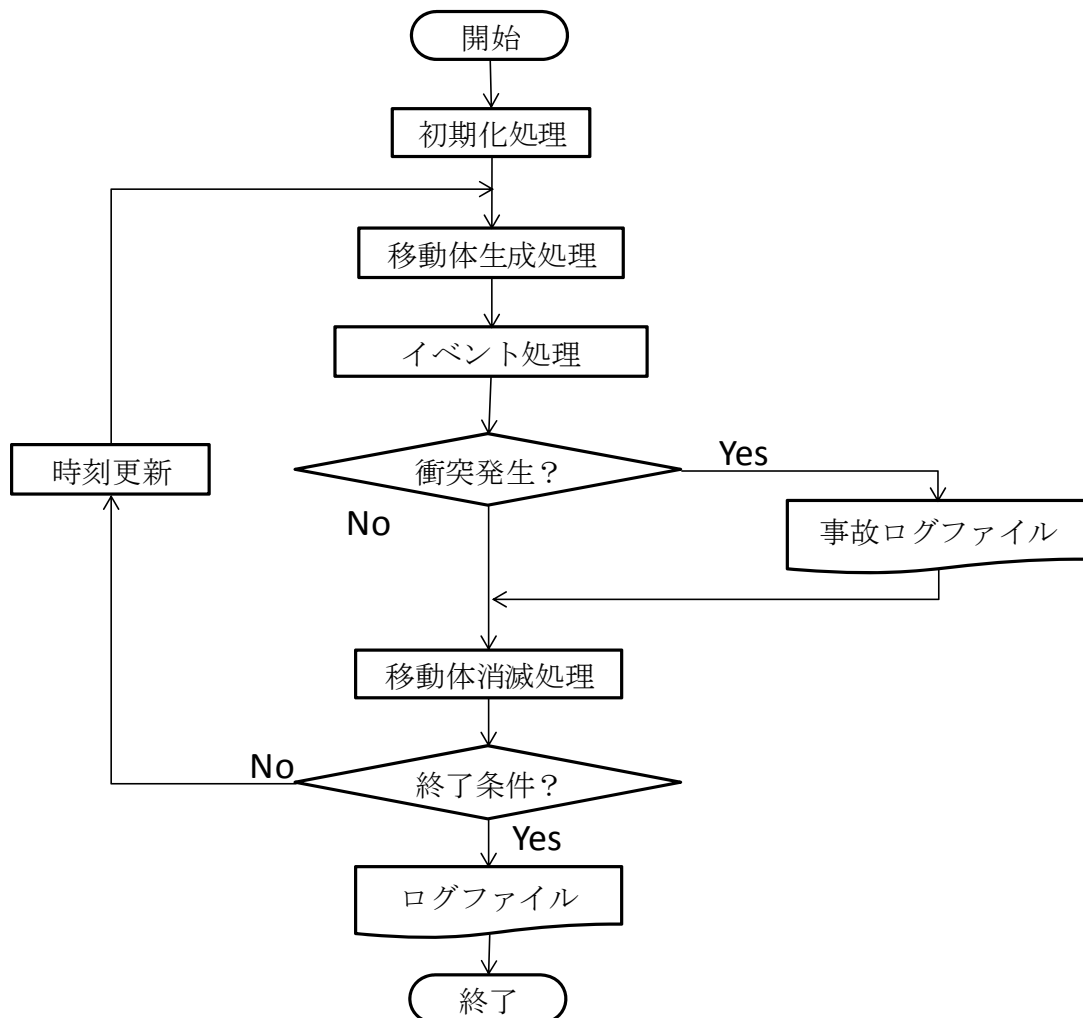 開始
初期化処理
移動体生成処理
イベント処理
時刻更新
衝突発生？
Yes
No
事故ログファイル
移動体消滅処理
No
終了条件？
Yes
ログファイル
終了